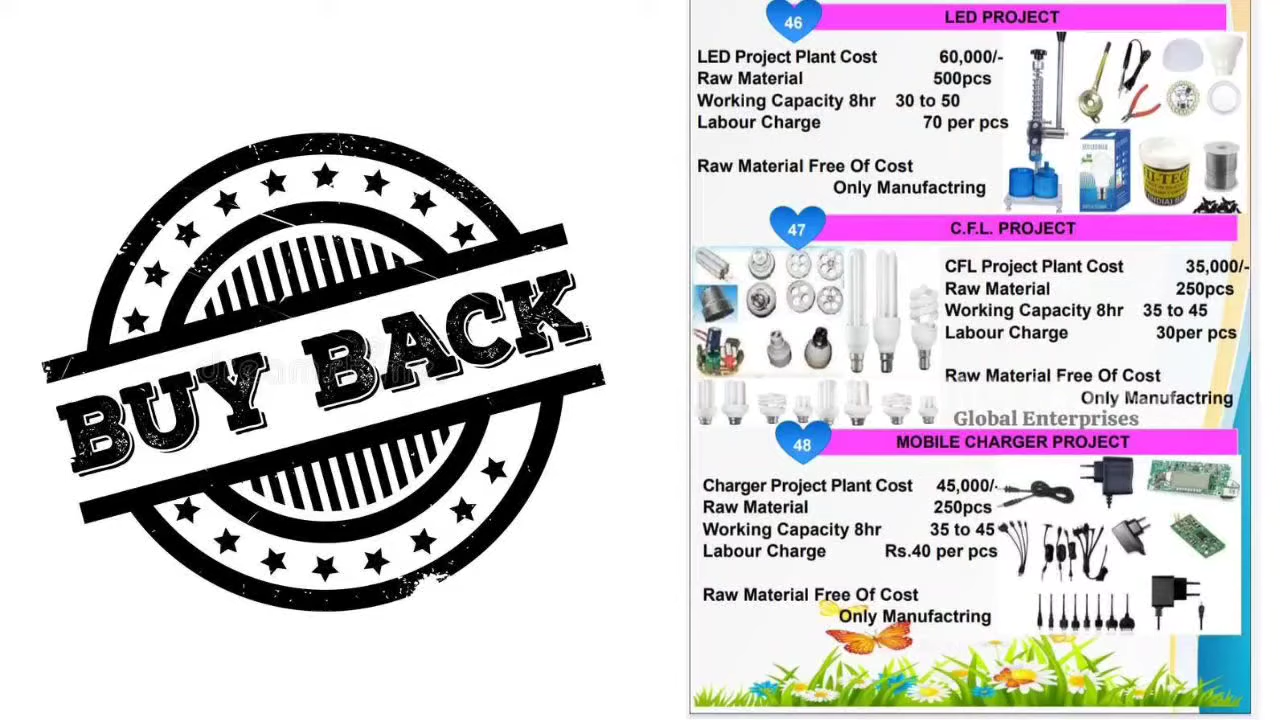 BUY BACK
46
LED PROJECT
LED Project Plant Cost 60,000/-
Raw Material 500pcs
Working Capacity 8hr 30 to 50
Labour Charge 70 per pcs
Raw Material Free Of Cost
Only Manufactring
47
C.F.L. PROJECT
CFL Project Plant Cost 35,000/-
Raw Material 250pcs
Working Capacity 8hr 35 to 45
Labour Charge 30per pcs
Raw Material Free Of Cost
Only Manufactring
Global Enterprises
48
MOBILE CHARGER PROJECT
Charger Project Plant Cost 45,000/-
Raw Material 250pcs
Working Capacity 8hr 35 to 45
Labour Charge Rs.40 per pcs
Raw Material Free Of Cost
Only Manufactring